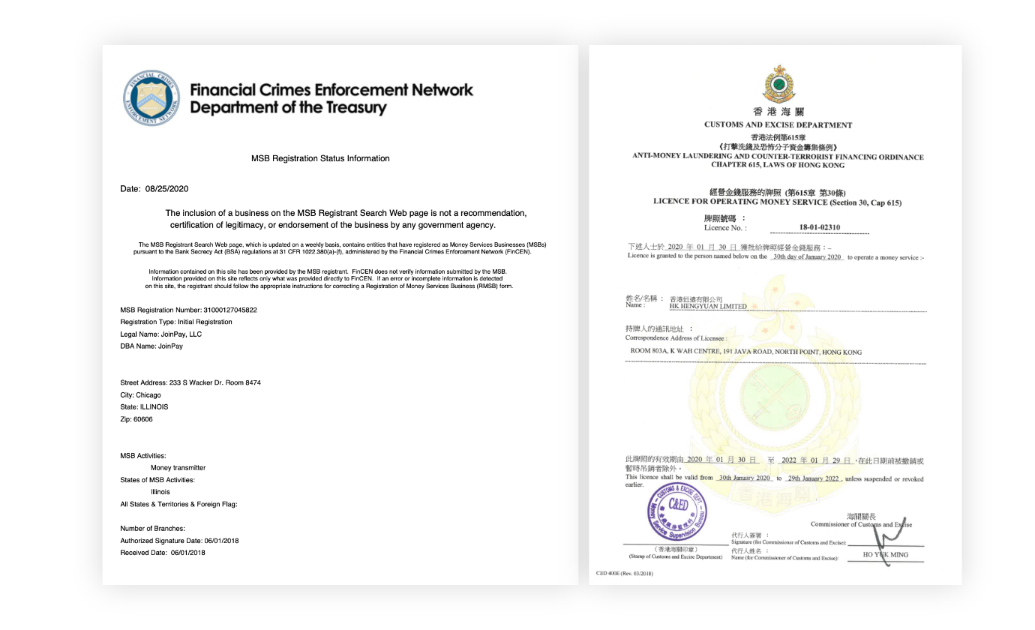 Financial Crimes Enforcement Network
Department of the Treasury
MSB Registration Status Information
Date: 08/25/2020
The inclusion of a business on the MSB Registrant Search Web page is not a recommendation,
certification of legitimacy, or endorsement of the business by any government agency.
The MSB Registrant Search Web page, which is updated on a weekly basis, contains entities that have registered as Money Services Businesses (MSBs)
pursuant to the Bank Secrecy Act (BSA) regulations at 31 CFR 1022.380(a)-(f), administered by the Financial Crimes Enforcement Network (FinCEN).
Information contained on this site has been provided by the MSB registrant. FinCEN does not verify information submitted by the MSB.
Information provided on this site reflects only what was provided directly to FinCEN. If an error or incomplete information is detected
on this site, the registrant should follow the appropriate instructions for correcting a Registration of Money Services Business (RMSB) form.
MSB Registration Number: 31000127045822
Registration Type: Initial Registration
Legal Name: JoinPay, LLC
DBA Name: JoinPay
Street Address: 233 S Wacker Dr. Room 8474
City: Chicago
State: ILLINOIS
Zip: 60606
MSB Activities:
Money transmitter
States of MSB Activities:
Illinois
All States & Territories & Foreign Flag:
Number of Branches:
Authorized Signature Date: 06/01/2018
Received Date: 06/01/2018
香港海關
CUSTOMS AND EXCISE DEPARTMENT
香港法例第615章
《打擊洗錢及恐怖分子資金籌集條例》
ANTI-MONEY LAUNDERING AND COUNTER-TERRORIST FINANCING ORDINANCE
CHAPTER 615, LAWS OF HONG KONG
經營金錢服務的牌照 (第615章 第30條)
LICENCE FOR OPERATING MONEY SERVICE (Section 30, Cap 615)
牌照號碼 :
Licence No. : 18-01-02310
下述人士於 2020 年 01 月 30 日 獲批給牌照經營金錢服務：-
Licence is granted to the person named below on the 30th day of January 2020 to operate a money service :-
姓名/名稱 : 香港恒遠有限公司
Name : HK HENGYUAN LIMITED
持牌人的通訊地址 :
Correspondence Address of Licensee :
ROOM 803A, K WAH CENTRE, 191 JAVA ROAD, NORTH POINT, HONG KONG
此牌照的有效期由 2020 年 01 月 30 日 至 2022 年 01 月 29 日，在此日期前被撤銷或
暫時吊銷者除外。
This licence shall be valid from 30th January 2020 to 29th January 2022, unless suspended or revoked
earlier.
CUSTOMS & EXCISE DEPT.
C&ED
Money Service Supervision Bureau
海關關長
Commissioner of Customs and Excise
代行人簽署 :
Signature (for Commissioner of Customs and Excise):
(香港海關印章)
(Stamp of Customs and Excise Department)
代行人姓名 :
Name (for Commissioner of Customs and Excise):
HO YUK MING
C&ED 400E (Rev. 01/2018)